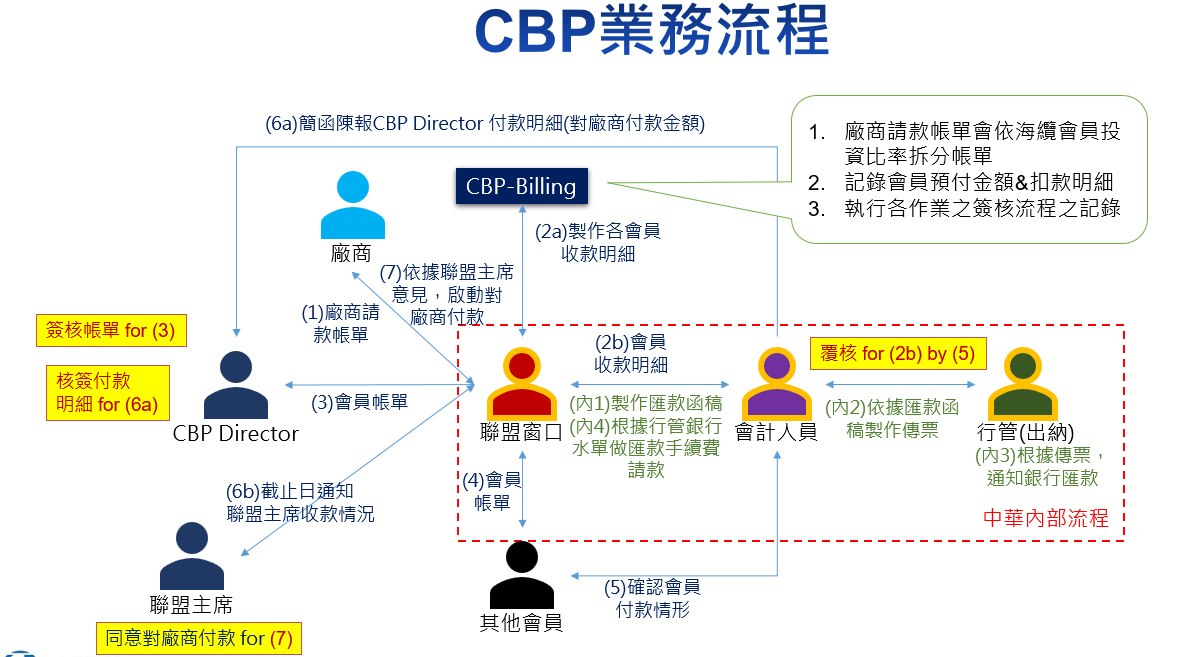 CBP業務流程
(6a)簡函陳報CBP Director 付款明細(對廠商付款金額)
1. 廠商請款帳單會依海纜會員投
資比率拆分帳單
2. 記錄會員預付金額&扣款明細
3. 執行各作業之簽核流程之記錄
CBP-Billing
廠商
(2a)製作各會員
收款明細
(7)依據聯盟主席
意見，啟動對
廠商付款
(1)廠商請
款帳單
簽核帳單 for (3)
核簽付款
明細 for (6a)
CBP Director
(3)會員帳單
(2b)會員
收款明細
覆核 for (2b) by (5)
聯盟窗口
(內1)製作匯款函稿
(內4)根據行管銀行
水單做匯款手續費
請款
會計人員
(內2)依據匯款函
稿製作傳票
行管(出納)
(內3)根據傳票，
通知銀行匯款
(4)會員
帳單
(6b)截止日通知
聯盟主席收款情況
中華內部流程
聯盟主席
同意對廠商付款 for (7)
(5)確認會員
付款情形
其他會員